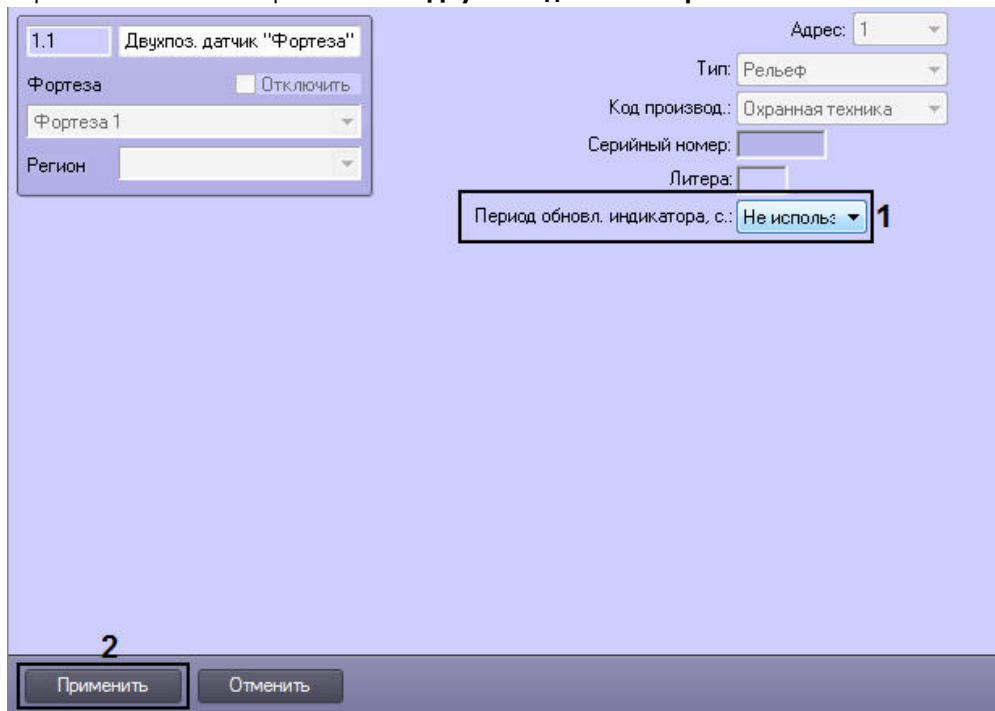 1.1 Двухпоз. датчик "Фортеза"
Фортеза Отключить
Фортеза 1
Регион
Адрес: 1
Тип: Рельеф
Код производ.: Охранная техника
Серийный номер:
Литера:
Период обновл. индикатора, с.: Не использ 1
2
Применить Отменить